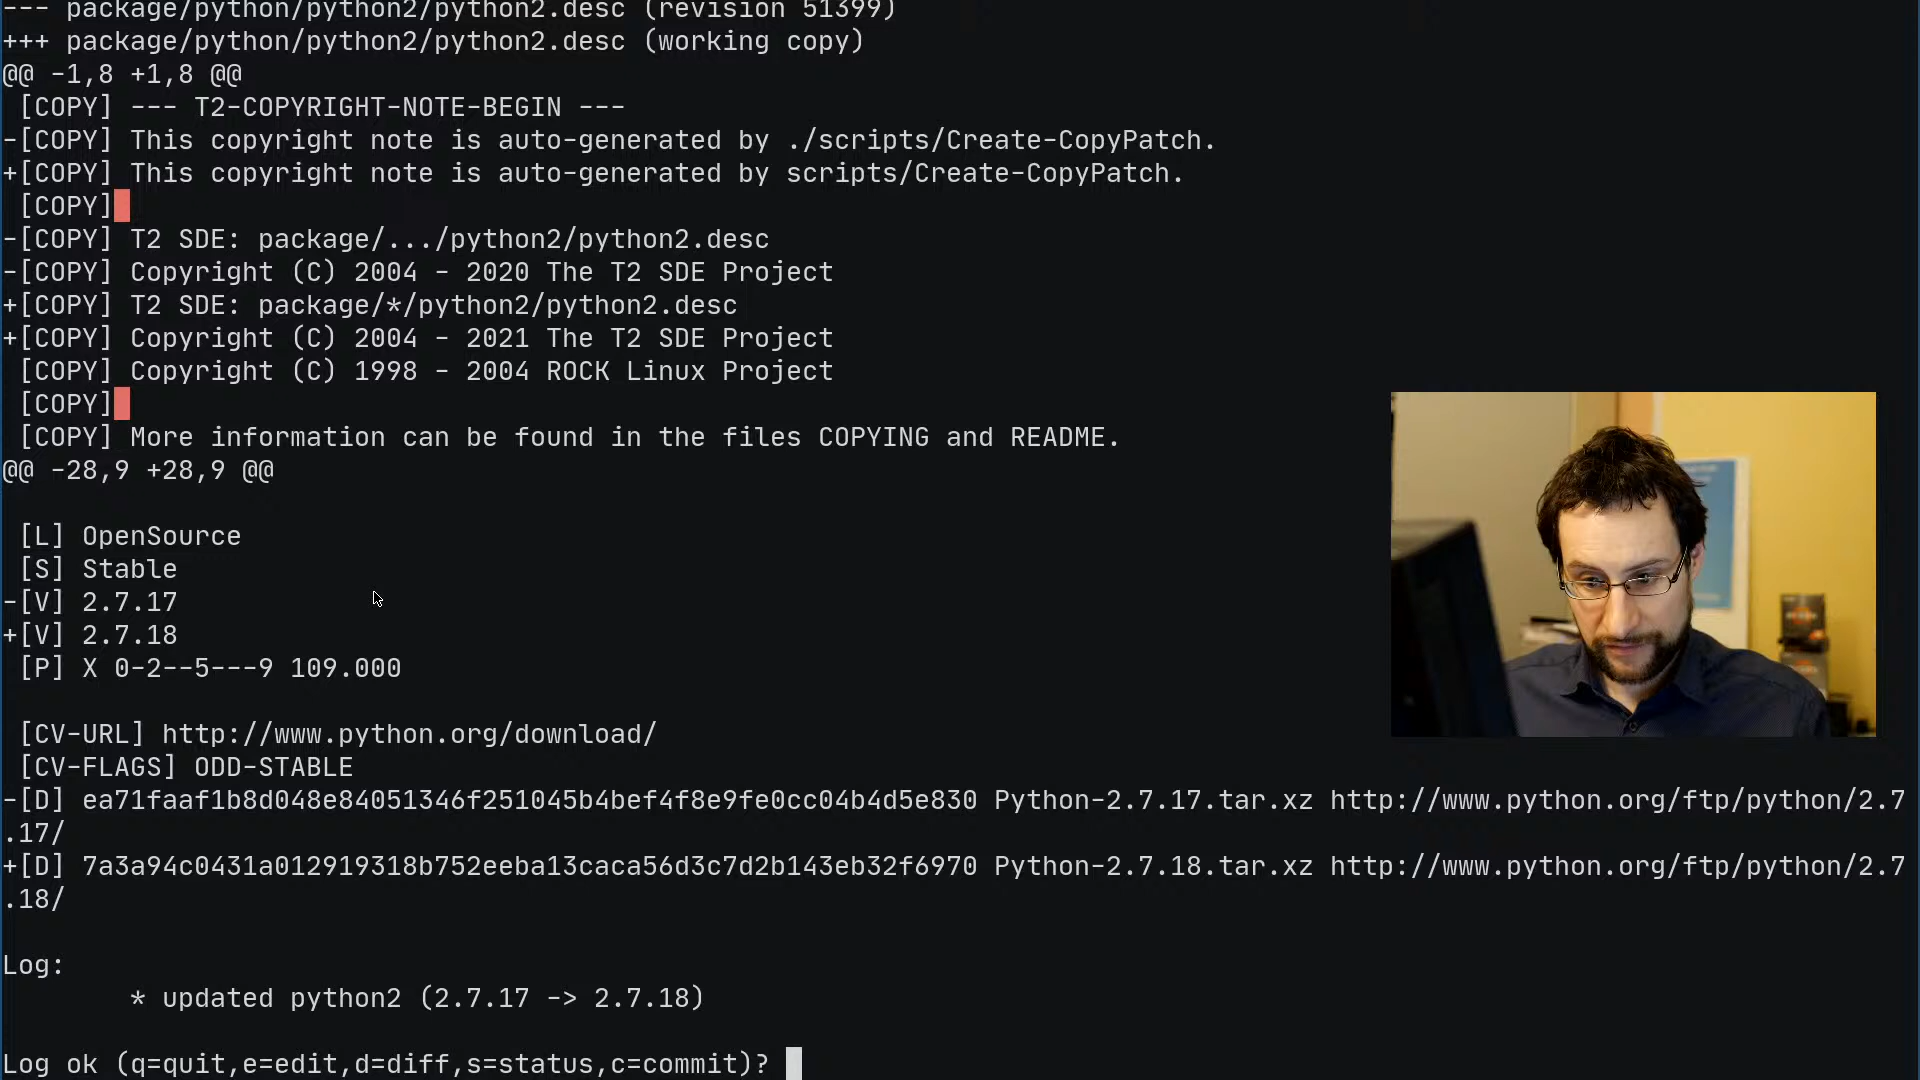 --- package/python/python2/python2.desc (revision 51399)
+++ package/python/python2/python2.desc (working copy)
@@ -1,8 +1,8 @@
 [COPY] --- T2-COPYRIGHT-NOTE-BEGIN ---
-[COPY] This copyright note is auto-generated by ./scripts/Create-CopyPatch.
+[COPY] This copyright note is auto-generated by scripts/Create-CopyPatch.
 [COPY]
-[COPY] T2 SDE: package/.../python2/python2.desc
-[COPY] Copyright (C) 2004 - 2020 The T2 SDE Project
+[COPY] T2 SDE: package/*/python2/python2.desc
+[COPY] Copyright (C) 2004 - 2021 The T2 SDE Project
 [COPY] Copyright (C) 1998 - 2004 ROCK Linux Project
 [COPY]
 [COPY] More information can be found in the files COPYING and README.
@@ -28,9 +28,9 @@
 [L] OpenSource
 [S] Stable
-[V] 2.7.17
+[V] 2.7.18
 [P] X 0-2--5---9 109.000
 [CV-URL] http://www.python.org/download/
 [CV-FLAGS] ODD-STABLE
-[D] ea71faaf1b8d048e84051346f251045b4bef4f8e9fe0cc04b4d5e830 Python-2.7.17.tar.xz http://www.python.org/ftp/python/2.7
.17/
+[D] 7a3a94c0431a012919318b752eeba13caca56d3c7d2b143eb32f6970 Python-2.7.18.tar.xz http://www.python.org/ftp/python/2.7
.18/
Log:
* updated python2 (2.7.17 -> 2.7.18)
Log ok (q=quit,e=edit,d=diff,s=status,c=commit)?